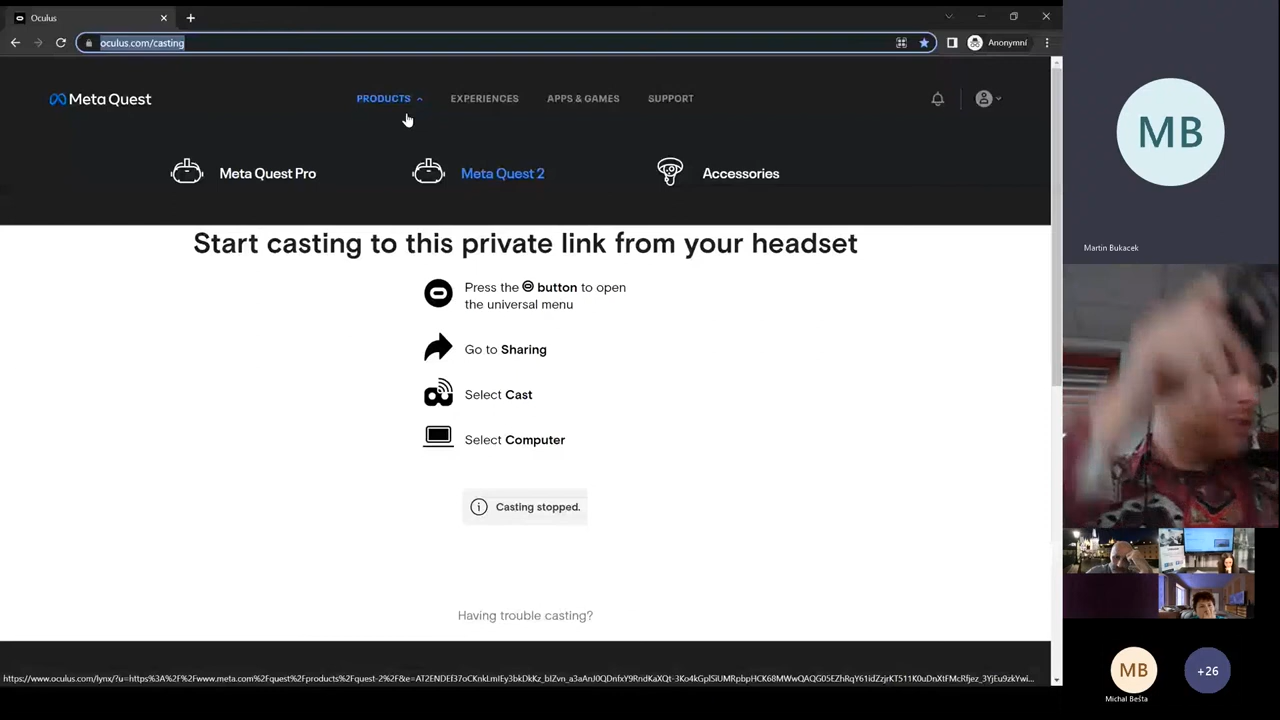 Oculus
oculus.com/casting
Anonymní
Meta Quest
PRODUCTS
EXPERIENCES
APPS & GAMES
SUPPORT
Meta Quest Pro
Meta Quest 2
Accessories
Start casting to this private link from your headset
Press the button to open
the universal menu
Go to Sharing
Select Cast
Select Computer
Casting stopped.
Having trouble casting?
MB
Martin Bukacek
MB
Michal Bešta
+26